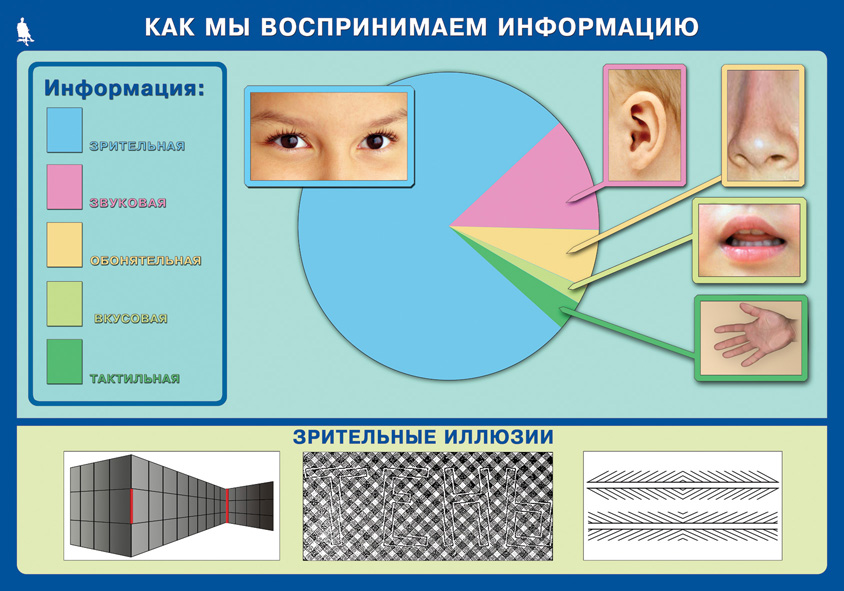 КАК МЫ ВОСПРИНИМАЕМ ИНФОРМАЦИЮ
Информация:
ЗРИТЕЛЬНАЯ
ЗВУКОВАЯ
ОБОНЯТЕЛЬНАЯ
ВКУСОВАЯ
ТАКТИЛЬНАЯ
ЗРИТЕЛЬНЫЕ ИЛЛЮЗИИ
ТЕНЬ